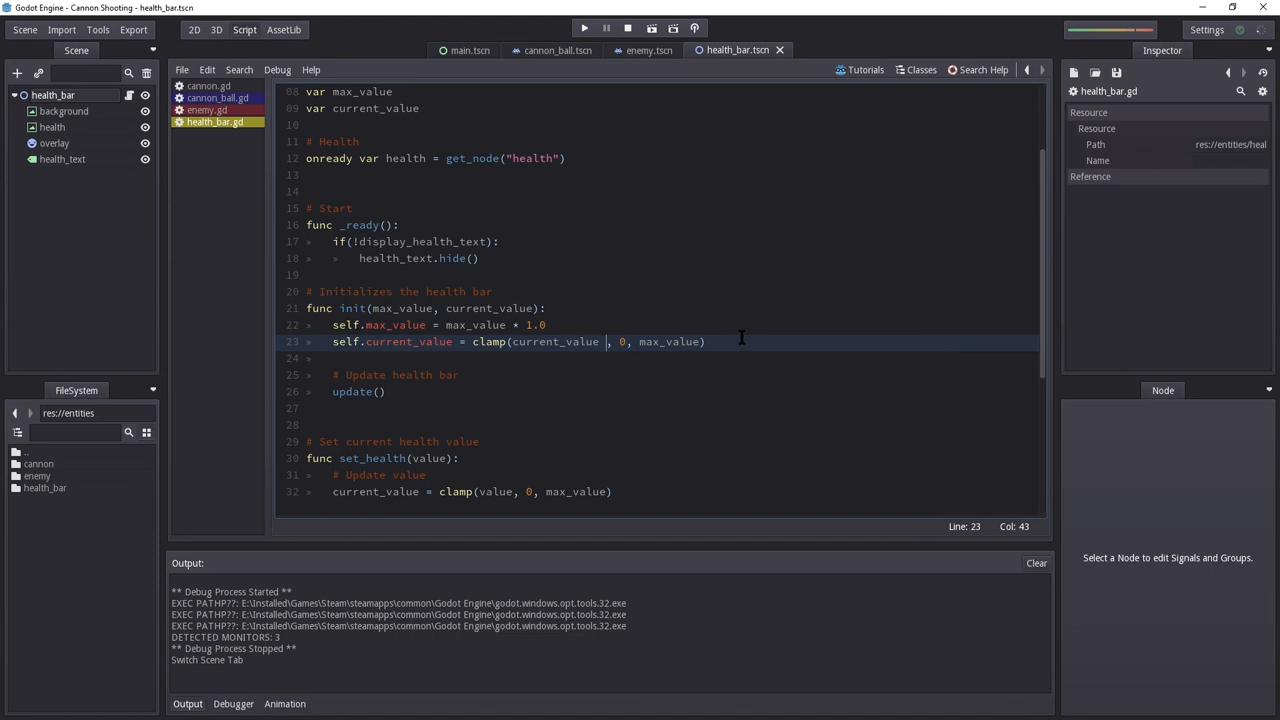 Godot Engine - Cannon Shooting - health_bar.tscn
Scene Import Tools Export
2D 3D Script AssetLib
Settings
Scene
main.tscn cannon_ball.tscn enemy.tscn health_bar.tscn
Inspector
health_bar
background
health
overlay
health_text
File Edit Search Debug Help
Tutorials Classes Search Help
cannon.gd
cannon_ball.gd
enemy.gd
health_bar.gd
08 var max_value
09 var current_value
10
11 # Health
12 onready var health = get_node("health")
13
14
15 # Start
16 func _ready():
17 » if(!display_health_text):
18 » » health_text.hide()
19
20 # Initializes the health bar
21 func init(max_value, current_value):
22 » self.max_value = max_value * 1.0
23 » self.current_value = clamp(current_value , 0, max_value)
24 »
25 » # Update health bar
26 » update()
27
28
29 # Set current health value
30 func set_health(value):
31 » # Update value
32 » current_value = clamp(value, 0, max_value)
Line: 23 Col: 43
health_bar.gd
Resource
Resource
Path res://entities/heal
Name
Reference
FileSystem
res://entities
..
cannon
enemy
health_bar
Output:
Clear
** Debug Process Started **
EXEC PATHP??: E:\Installed\Games\Steam\steamapps\common\Godot Engine\godot.windows.opt.tools.32.exe
EXEC PATHP??: E:\Installed\Games\Steam\steamapps\common\Godot Engine\godot.windows.opt.tools.32.exe
EXEC PATHP??: E:\Installed\Games\Steam\steamapps\common\Godot Engine\godot.windows.opt.tools.32.exe
DETECTED MONITORS: 3
** Debug Process Stopped **
Switch Scene Tab
Output Debugger Animation
Node
Select a Node to edit Signals and Groups.